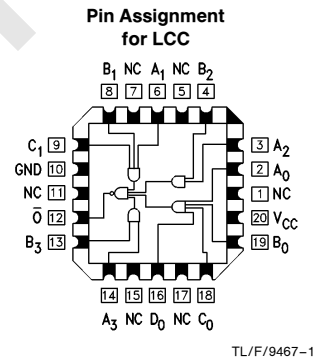 Pin Assignment
for LCC
B1 NC A1 NC B2
8 7 6 5 4
C1 9
GND 10
NC 11
O̅ 12
B3 13
3 A2
2 A0
1 NC
20 VCC
19 B0
14 15 16 17 18
A3 NC D0 NC C0
TL/F/9467–1